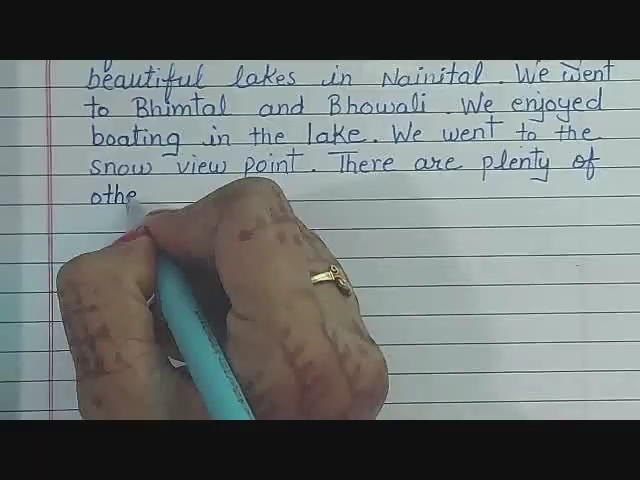 beautiful lakes in Nainital. We went
to Bhimtal and Bhowali. We enjoyed
boating in the lake. We went to the
snow view point. There are plenty of
othe